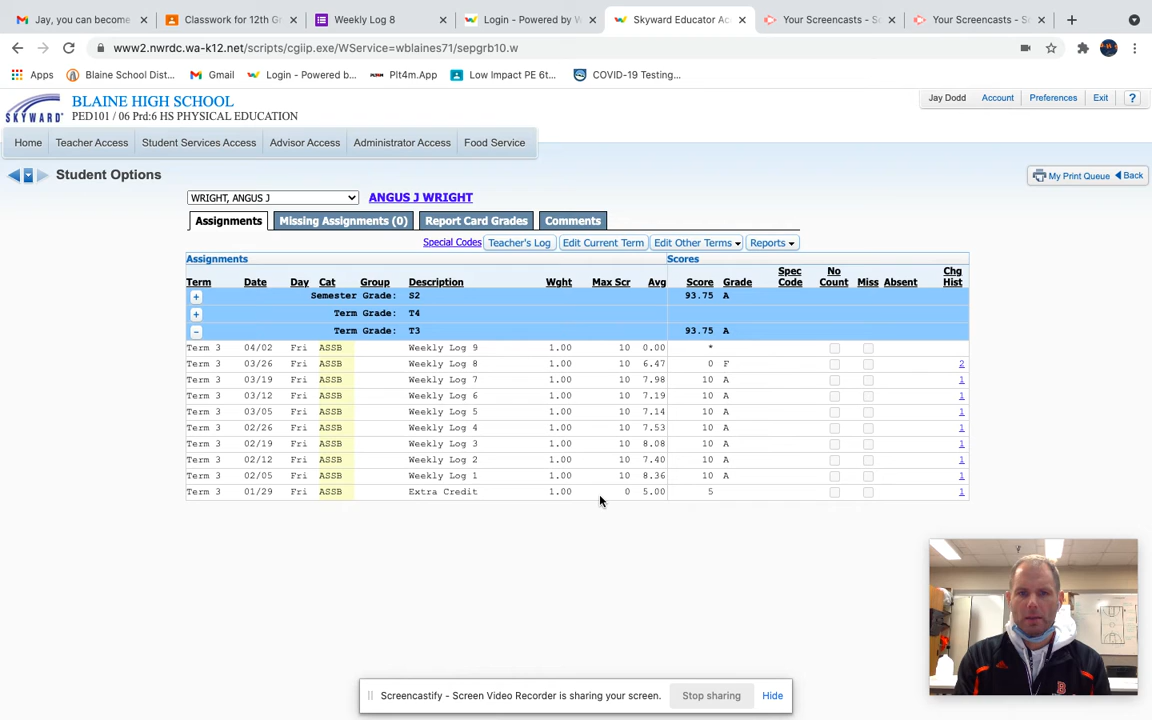 Jay, you can become
Classwork for 12th Gr
Weekly Log 8
Login - Powered by W
Skyward Educator Ac
Your Screencasts - Sc
Your Screencasts - Sc
www2.nwrdc.wa-k12.net/scripts/cgiip.exe/WService=wblaines71/sepgrb10.w
Apps
Blaine School Dist...
Gmail
Login - Powered b...
Pit4m.App
Low Impact PE 6t...
COVID-19 Testing...
SKYWARD
BLAINE HIGH SCHOOL
PED101 / 06 Prd:6 HS PHYSICAL EDUCATION
Jay Dodd Account Preferences Exit ?
Home Teacher Access Student Services Access Advisor Access Administrator Access Food Service
Student Options
My Print Queue Back
WRIGHT, ANGUS J
ANGUS J WRIGHT
Assignments Missing Assignments (0) Report Card Grades Comments
Special Codes Teacher's Log Edit Current Term Edit Other Terms Reports
Assignments Scores
Term Date Day Cat Group Description Wght Max Scr Avg Score Grade Spec Code No Count Miss Absent Chg Hist
+ Semester Grade: S2 93.75 A
+ Term Grade: T4
− Term Grade: T3 93.75 A
Term 3 04/02 Fri ASSB Weekly Log 9 1.00 10 0.00 *
Term 3 03/26 Fri ASSB Weekly Log 8 1.00 10 6.47 0 F 2
Term 3 03/19 Fri ASSB Weekly Log 7 1.00 10 7.98 10 A 1
Term 3 03/12 Fri ASSB Weekly Log 6 1.00 10 7.19 10 A 1
Term 3 03/05 Fri ASSB Weekly Log 5 1.00 10 7.14 10 A 1
Term 3 02/26 Fri ASSB Weekly Log 4 1.00 10 7.53 10 A 1
Term 3 02/19 Fri ASSB Weekly Log 3 1.00 10 8.08 10 A 1
Term 3 02/12 Fri ASSB Weekly Log 2 1.00 10 7.40 10 A 1
Term 3 02/05 Fri ASSB Weekly Log 1 1.00 10 8.36 10 A 1
Term 3 01/29 Fri ASSB Extra Credit 1.00 0 5.00 5 1
B
Screencastify - Screen Video Recorder is sharing your screen. Stop sharing Hide